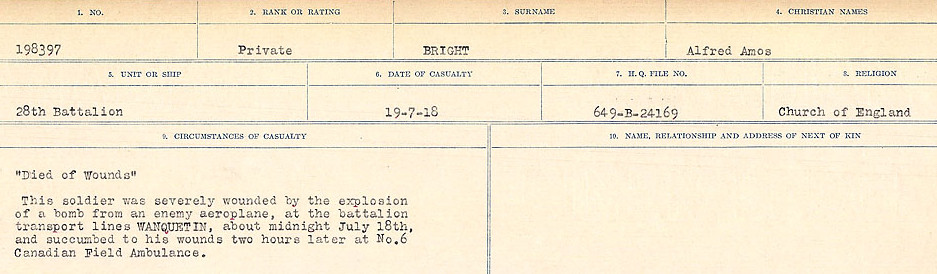 1. NO.
2. RANK OR RATING
3. SURNAME
4. CHRISTIAN NAMES
198397
Private
BRIGHT
Alfred Amos
5. UNIT OR SHIP
6. DATE OF CASUALTY
7. H.Q. FILE NO.
8. RELIGION
28th Battalion
19-7-18
649-B-24169
Church of England
9. CIRCUMSTANCES OF CASUALTY
10. NAME, RELATIONSHIP AND ADDRESS OF NEXT OF KIN
"Died of Wounds"
This soldier was severely wounded by the explosion
of a bomb from an enemy aeroplane, at the battalion
transport lines WANQUETIN, about midnight July 18th,
and succumbed to his wounds two hours later at No.6
Canadian Field Ambulance.